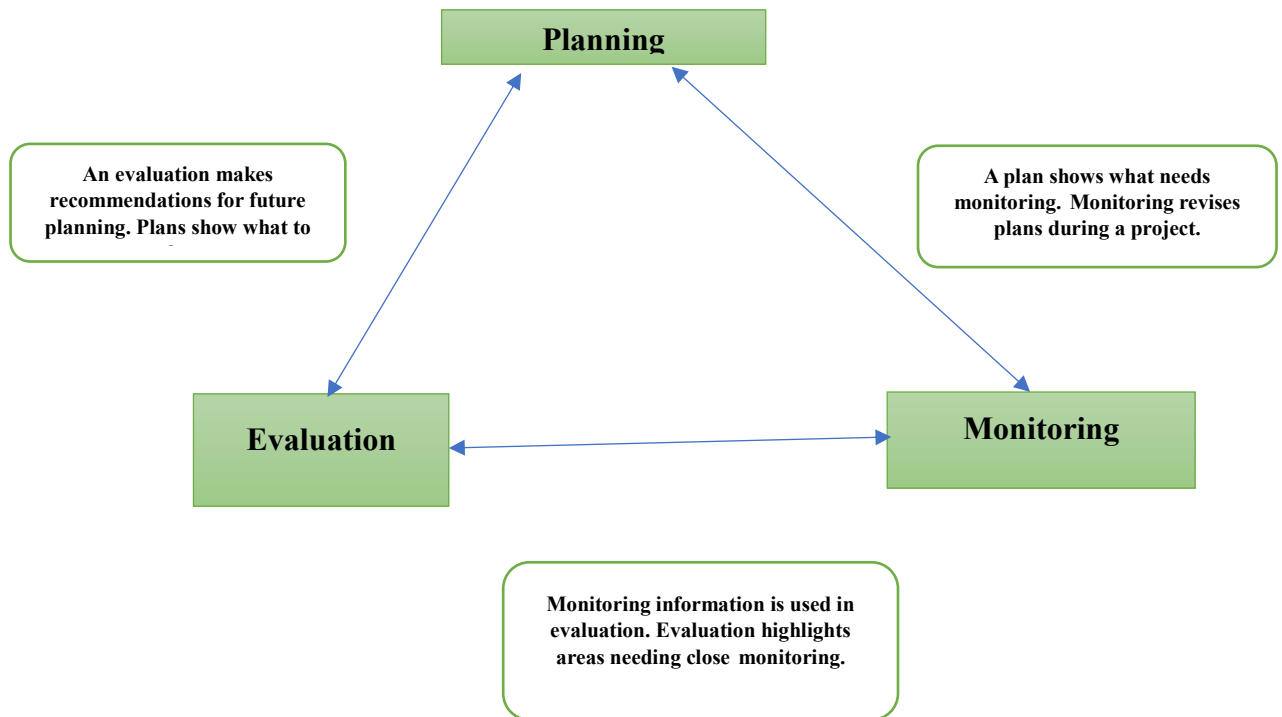 Planning
An evaluation makes
recommendations for future
planning. Plans show what to
A plan shows what needs
monitoring. Monitoring revises
plans during a project.
Evaluation
Monitoring
Monitoring information is used in
evaluation. Evaluation highlights
areas needing close monitoring.